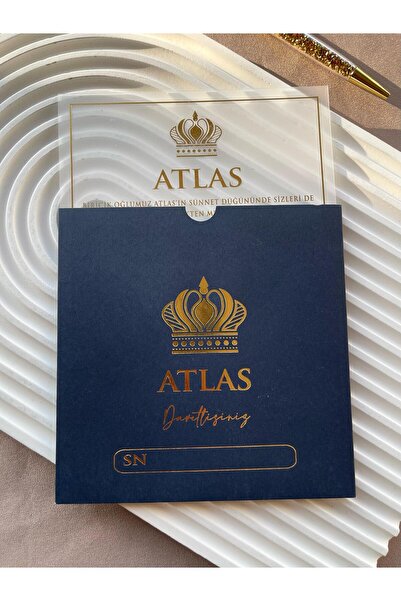 ATLAS
BİRİCİK OĞLUMUZ ATLAS'IN SÜNNET DÜĞÜNÜNDE SİZLERİ DE
ATLAS
Davetlisiniz
SN